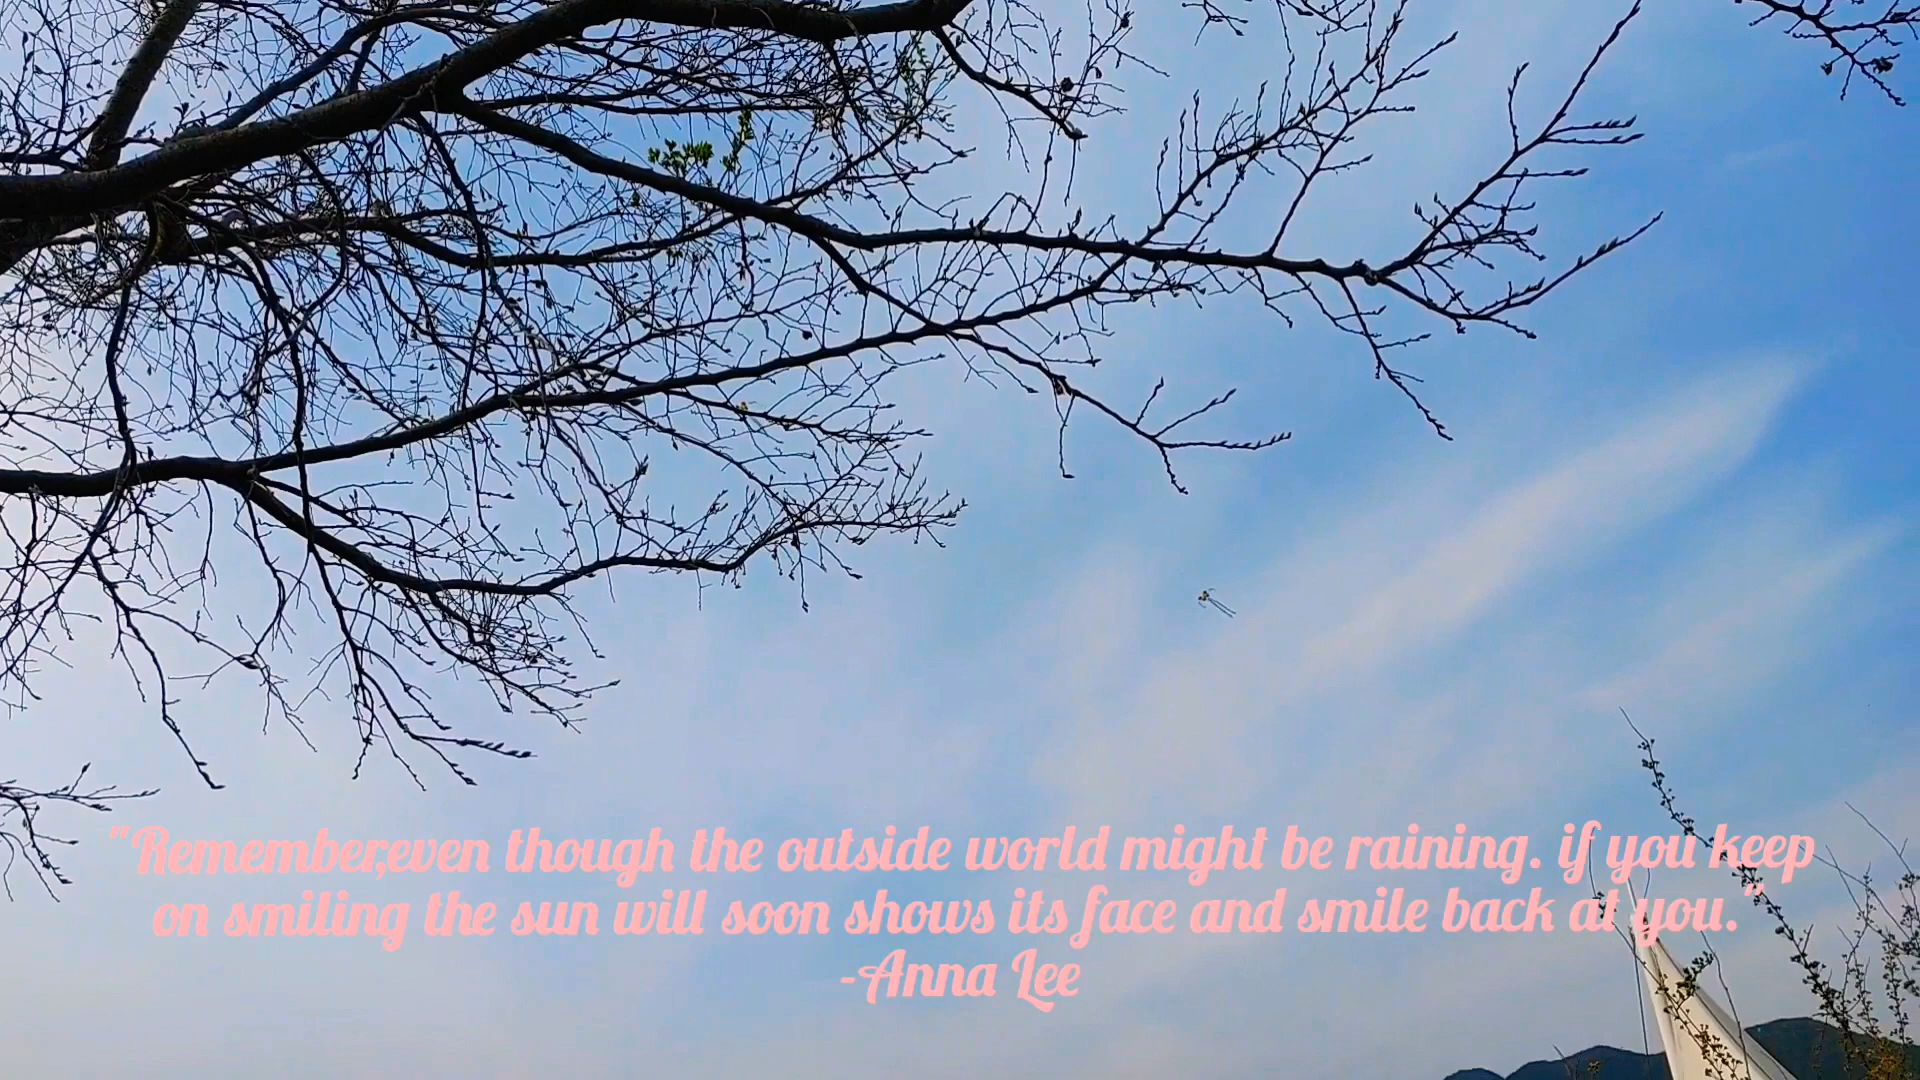 "Remember,even though the outside world might be raining. if you keep
on smiling the sun will soon shows its face and smile back at you."
-Anna Lee